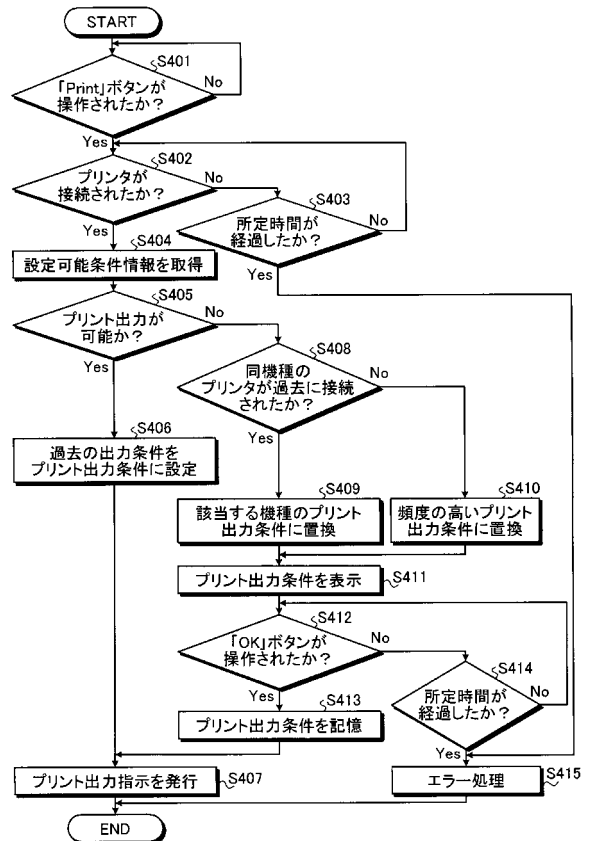 START
S401
「Print」ボタンが
操作されたか？
No
Yes
S402
プリンタが
接続されたか？
No
Yes
S403
所定時間が
経過したか？
No
Yes
S404
設定可能条件情報を取得
S405
プリント出力が
可能か？
No
Yes
S408
同機種の
プリンタが過去に接続
されたか？
No
Yes
S406
過去の出力条件を
プリント出力条件に設定
S409
該当する機種のプリント
出力条件に置換
S410
頻度の高いプリント
出力条件に置換
プリント出力条件を表示
S411
S412
「OK」ボタンが
操作されたか？
No
Yes
S413
プリント出力条件を記憶
S414
所定時間が
経過したか？
No
Yes
プリント出力指示を発行
S407
エラー処理
S415
END